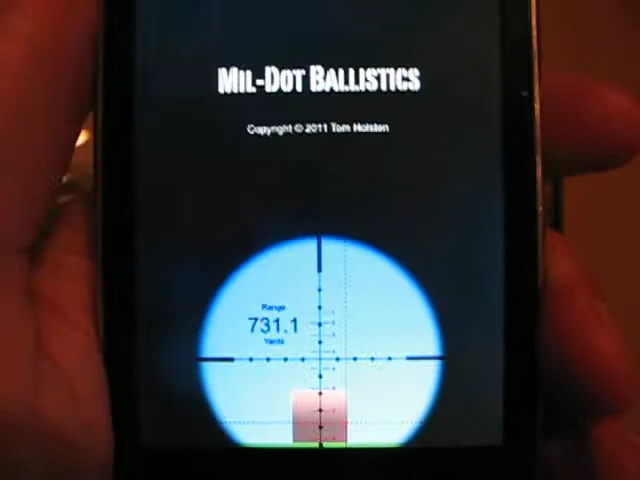 MIL-DOT BALLISTICS
Copyright © 2011 Tom Holsten
Range
731.1
Yards